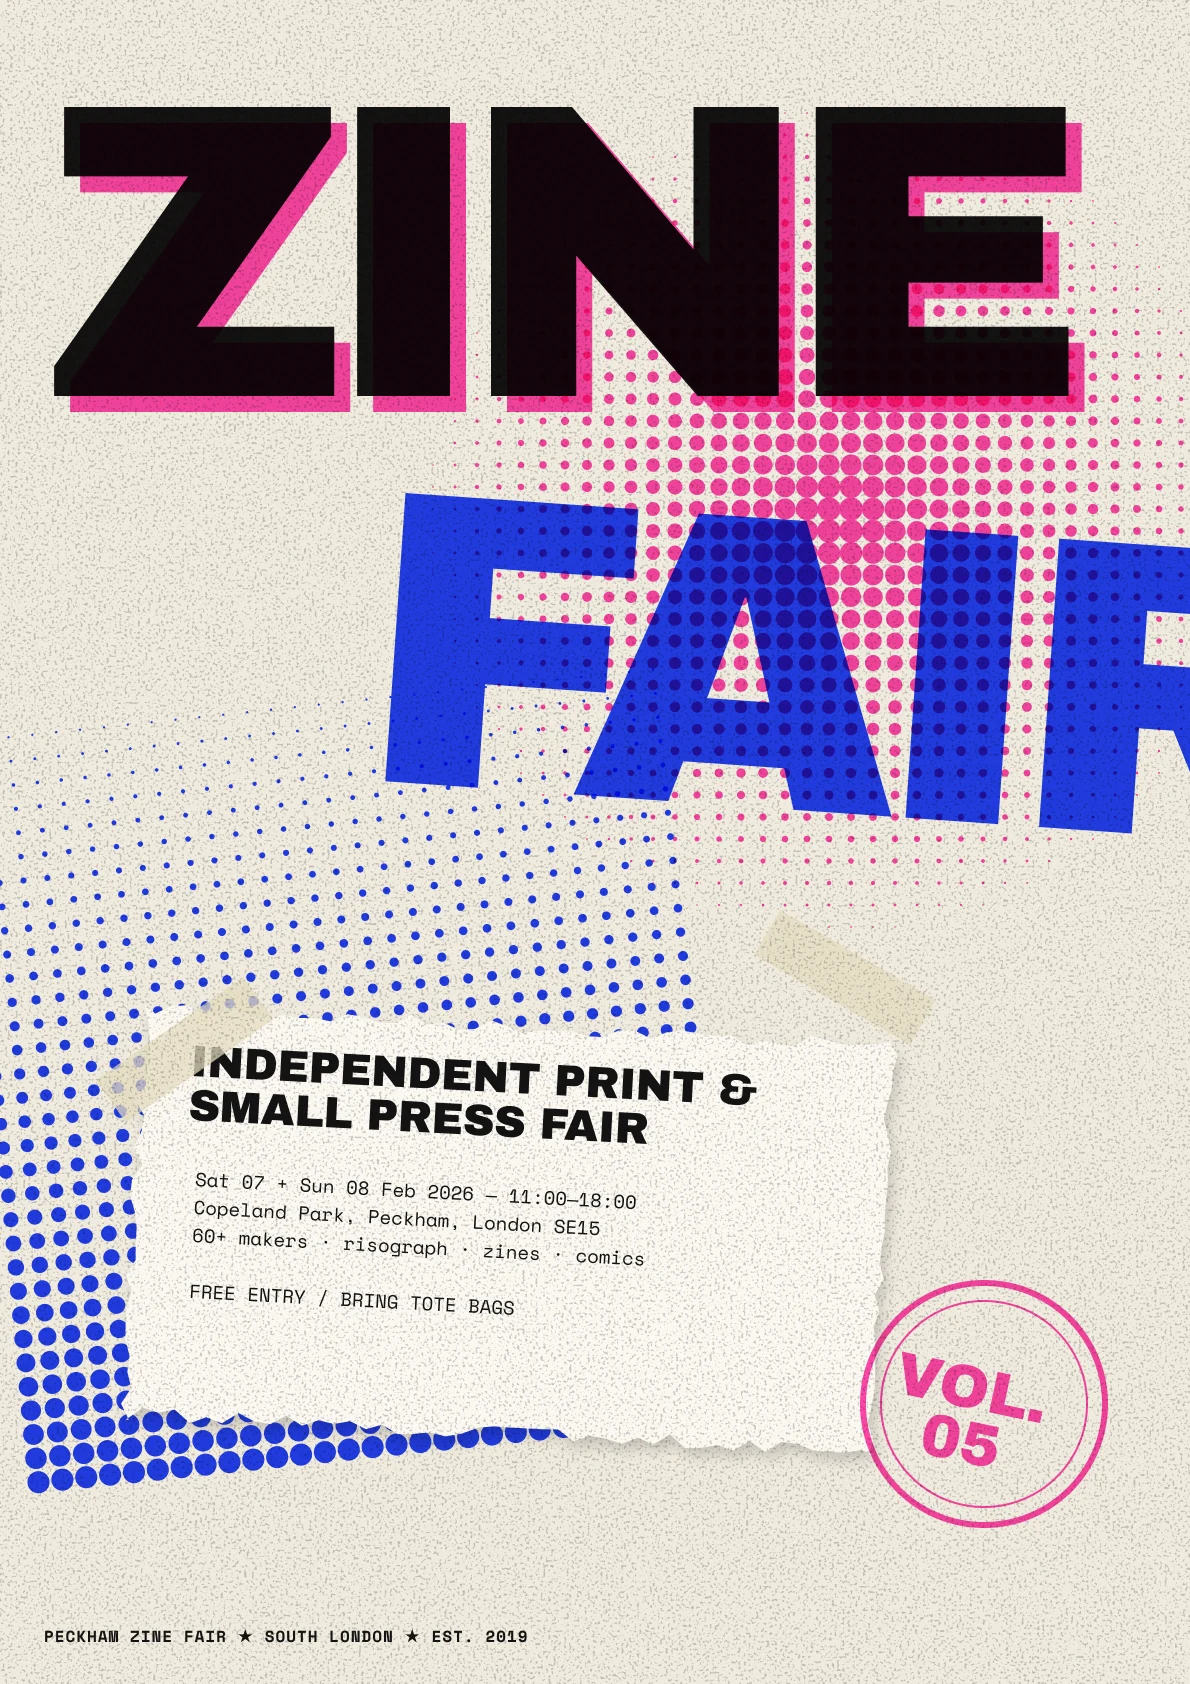 ZINE
FAIR
INDEPENDENT PRINT &
SMALL PRESS FAIR
Sat 07 + Sun 08 Feb 2026 — 11:00–18:00
Copeland Park, Peckham, London SE15
60+ makers · risograph · zines · comics
FREE ENTRY / BRING TOTE BAGS
VOL.
05
PECKHAM ZINE FAIR ★ SOUTH LONDON ★ EST. 2019